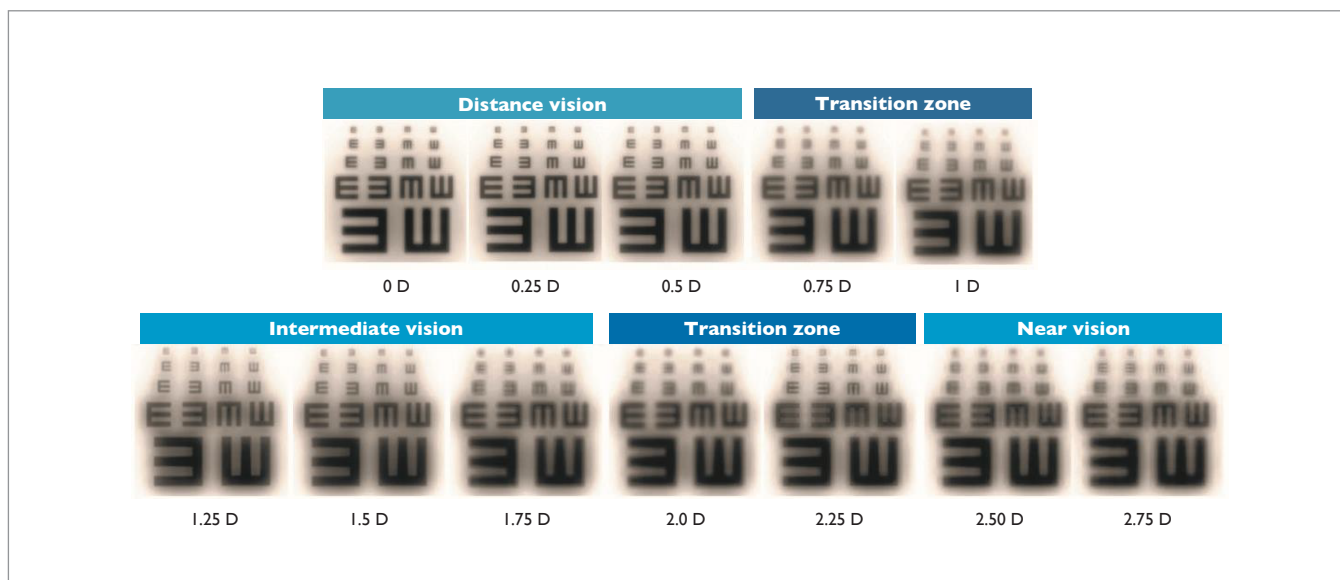 Distance vision Transition zone
0 D 0.25 D 0.5 D 0.75 D 1 D
Intermediate vision Transition zone Near vision
1.25 D 1.5 D 1.75 D 2.0 D 2.25 D 2.50 D 2.75 D